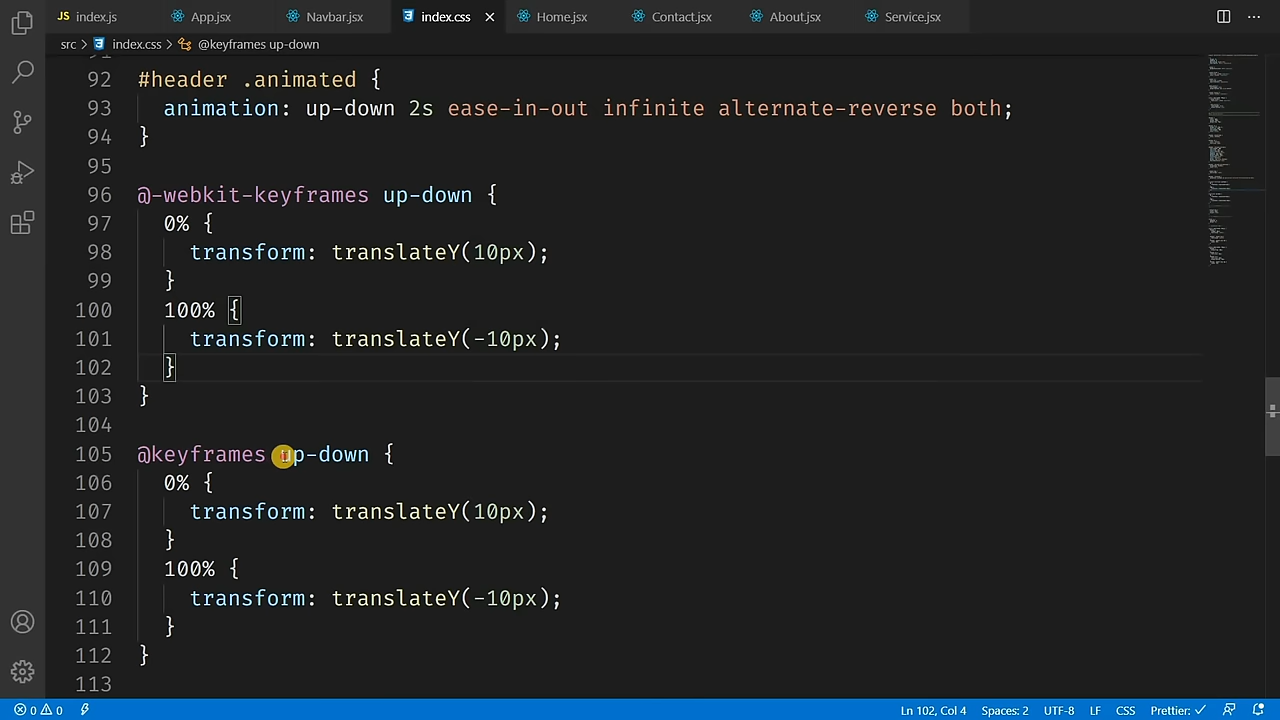 JS index.js App.jsx Navbar.jsx index.css Home.jsx Contact.jsx About.jsx Service.jsx
src > index.css > @keyframes up-down
92 #header .animated {
93 animation: up-down 2s ease-in-out infinite alternate-reverse both;
94 }
95
96 @-webkit-keyframes up-down {
97 0% {
98 transform: translateY(10px);
99 }
100 100% {
101 transform: translateY(-10px);
102 }
103 }
104
105 @keyframes up-down {
106 0% {
107 transform: translateY(10px);
108 }
109 100% {
110 transform: translateY(-10px);
111 }
112 }
113
0 0 Ln 102, Col 4 Spaces: 2 UTF-8 LF CSS Prettier: ✓